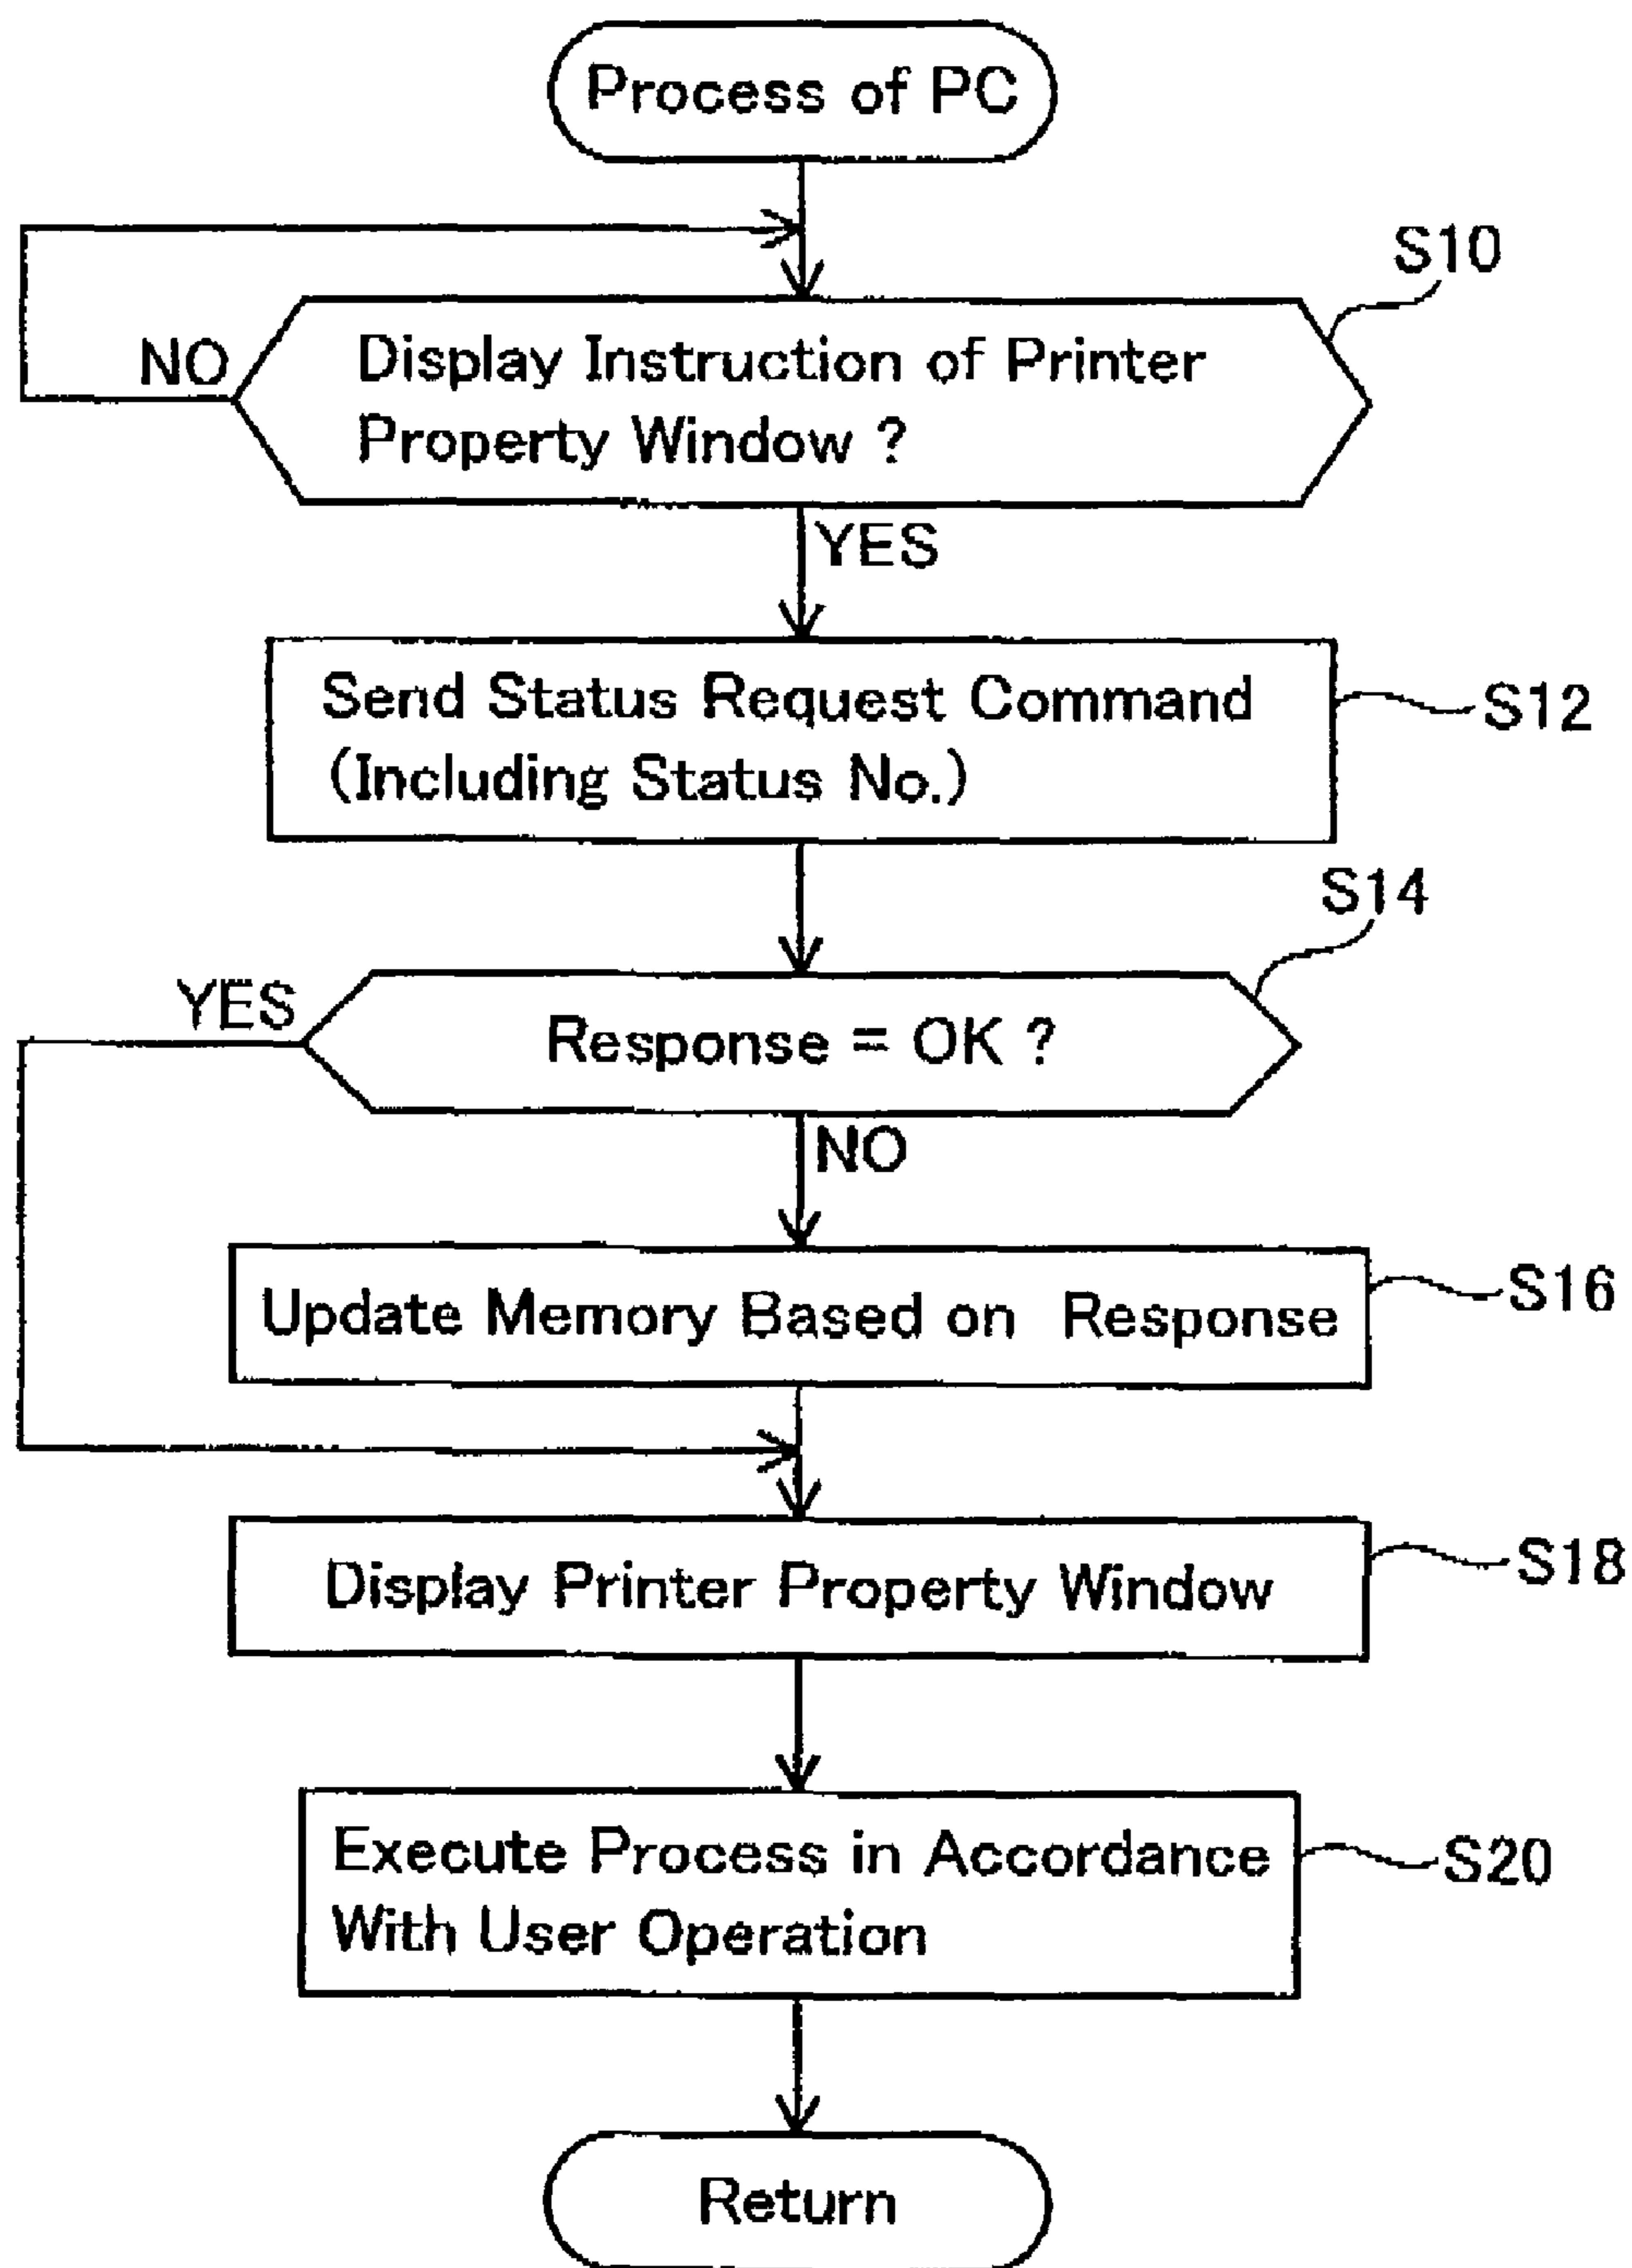 Process of PC
S10
NO
Display Instruction of Printer
Property Window ?
YES
Send Status Request Command
(Including Status No.)
S12
S14
YES
Response = OK ?
NO
Update Memory Based on Response
S16
Display Printer Property Window
S18
Execute Process in Accordance
With User Operation
S20
Return